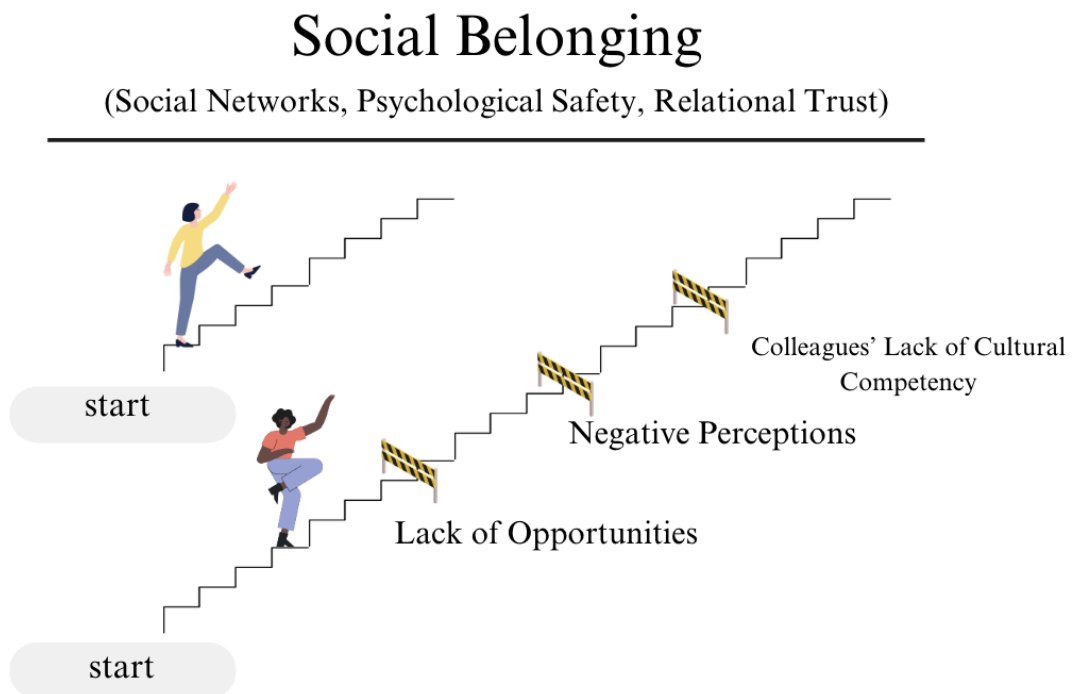 Social Belonging
(Social Networks, Psychological Safety, Relational Trust)
start
Colleagues’ Lack of Cultural
Competency
Negative Perceptions
Lack of Opportunities
start